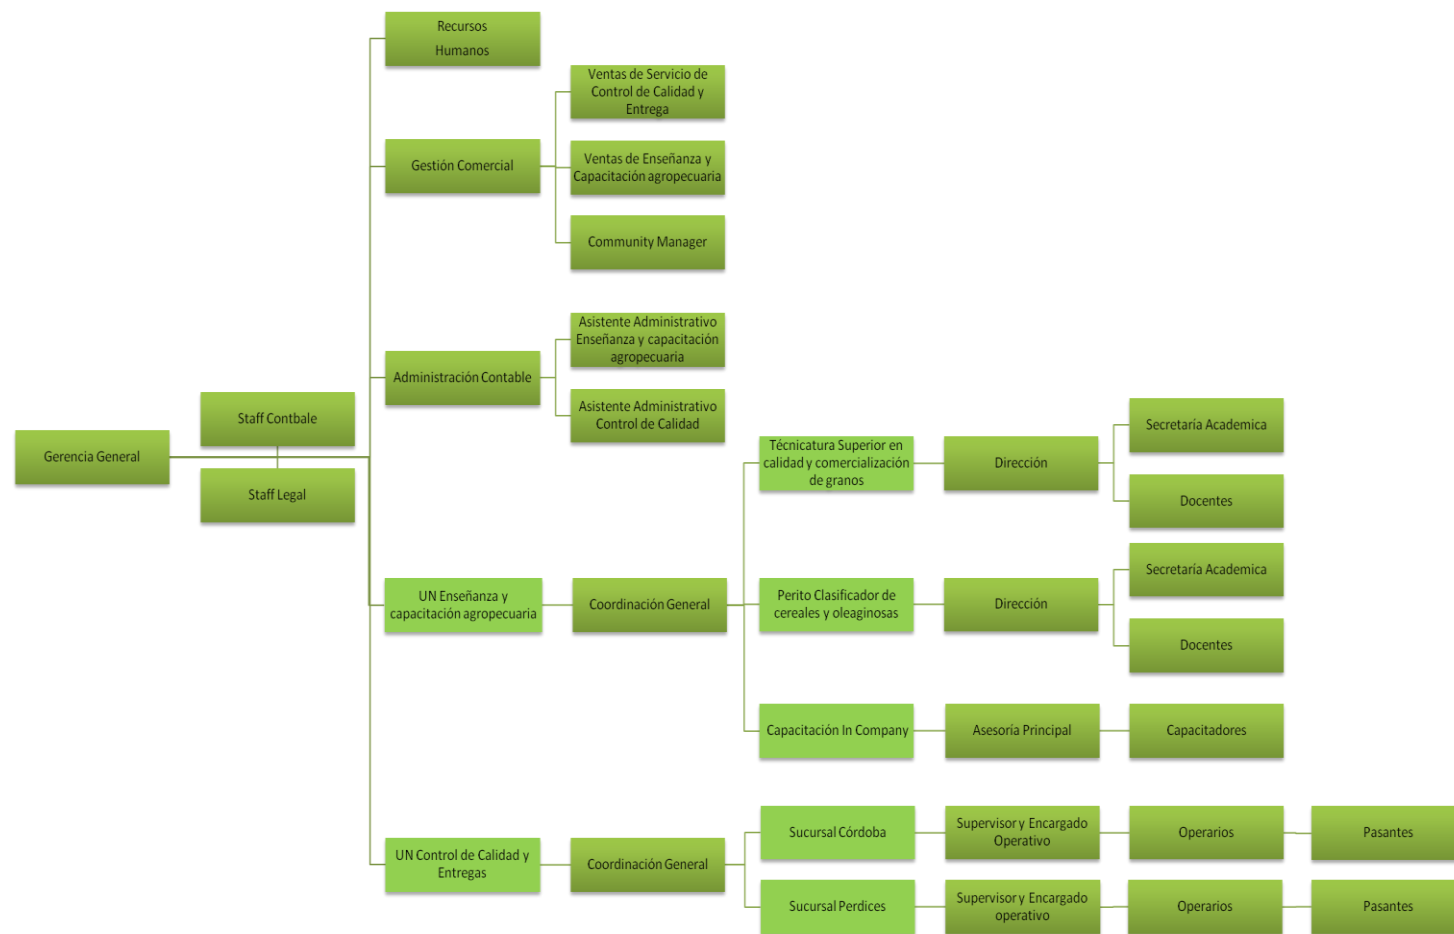 Recursos
Humanos
Ventas de Servicio de
Control de Calidad y
Entrega
Gestión Comercial
Ventas de Enseñanza y
Capacitación agropecuaria
Community Manager
Asistente Administrativo
Enseñanza y capacitación
agropecuaria
Administración Contable
Asistente Administrativo
Control de Calidad
Staff Contbale
Gerencia General
Staff Legal
Técnicatura Superior en
calidad y comercialización
de granos
Dirección
Secretaría Academica
Docentes
UN Enseñanza y
capacitación agropecuaria
Coordinación General
Perito Clasificador de
cereales y oleaginosas
Dirección
Secretaría Academica
Docentes
Capacitación In Company
Asesoría Principal
Capacitadores
UN Control de Calidad y
Entregas
Coordinación General
Sucursal Córdoba
Supervisor y Encargado
Operativo
Operarios
Pasantes
Sucursal Perdices
Supervisor y Encargado
operativo
Operarios
Pasantes